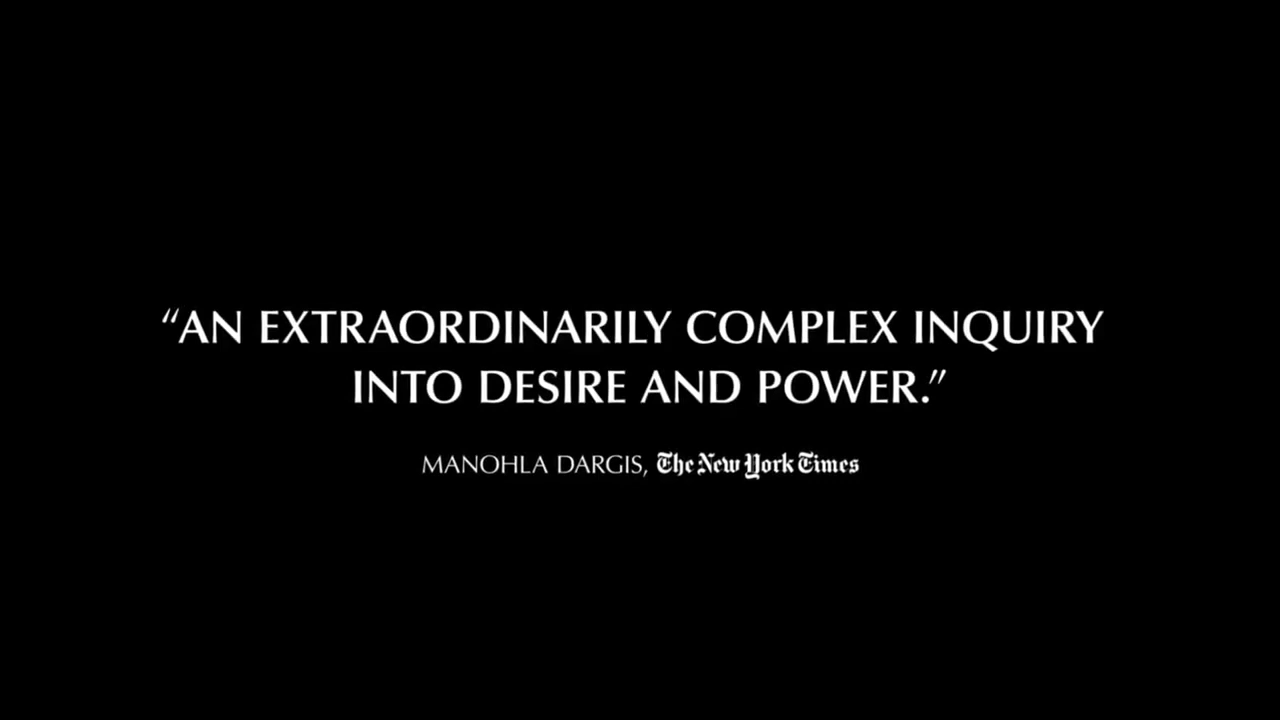 “AN EXTRAORDINARILY COMPLEX INQUIRY
INTO DESIRE AND POWER.”
MANOHLA DARGIS, The New York Times